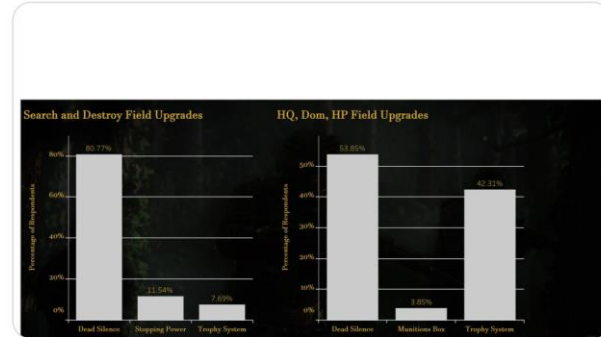 Search and Destroy Field Upgrades
Percentage of Respondents
80%
60%
40%
20%
0%
80.77%
11.54%
7.69%
Dead Silence
Stopping Power
Trophy System
HQ, Dom, HP Field Upgrades
Percentage of Respondents
50%
40%
30%
20%
10%
0%
53.85%
3.85%
42.31%
Dead Silence
Munitions Box
Trophy System